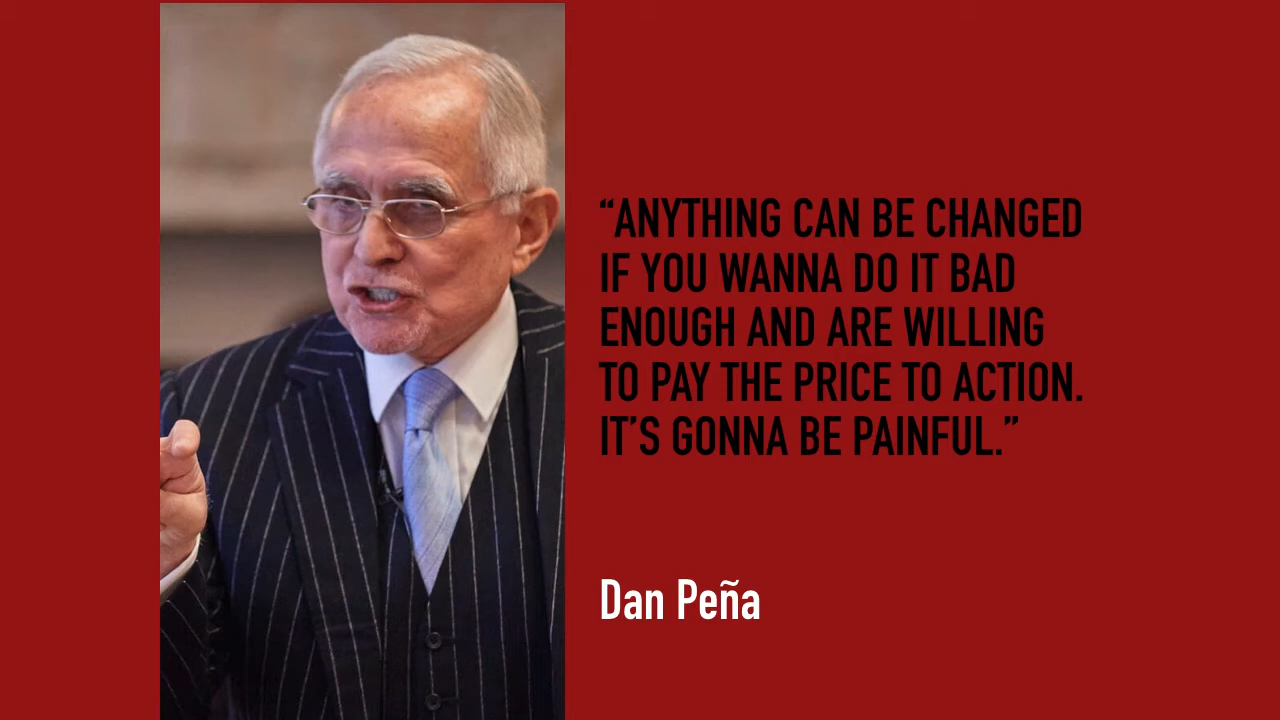 “ANYTHING CAN BE CHANGED
IF YOU WANNA DO IT BAD
ENOUGH AND ARE WILLING
TO PAY THE PRICE TO ACTION.
IT’S GONNA BE PAINFUL.”
Dan Peña